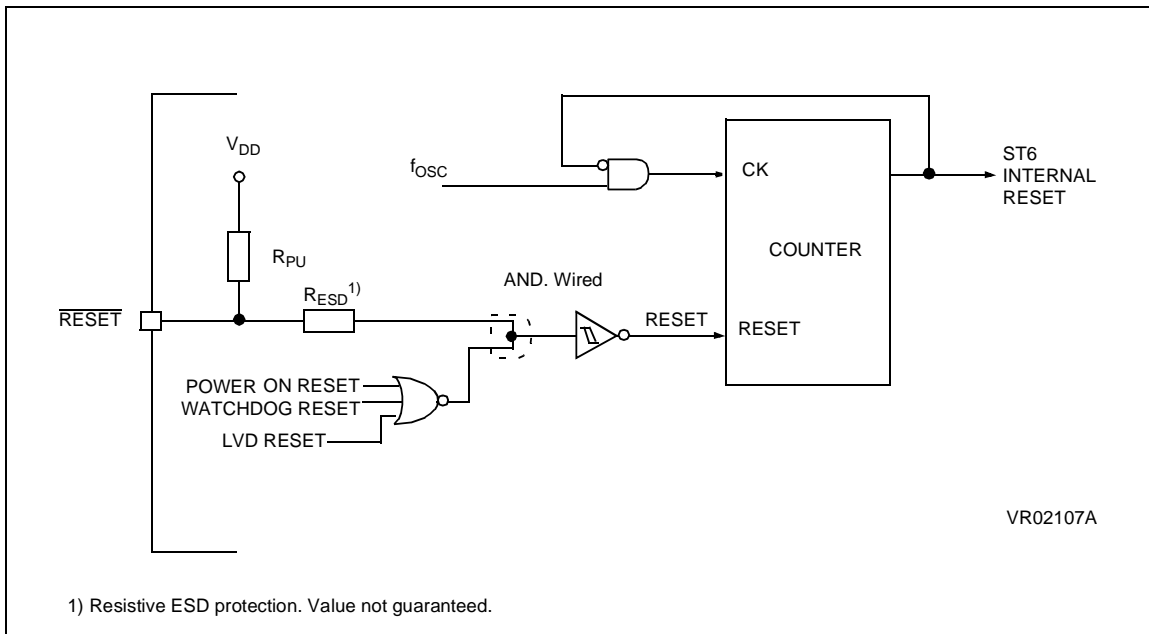 V_DD
f_OSC
CK
ST6
INTERNAL
RESET
COUNTER
R_PU
AND. Wired
R_ESD 1)
RESET
RESET
RESET
POWER ON RESET
WATCHDOG RESET
LVD RESET
VR02107A
1) Resistive ESD protection. Value not guaranteed.